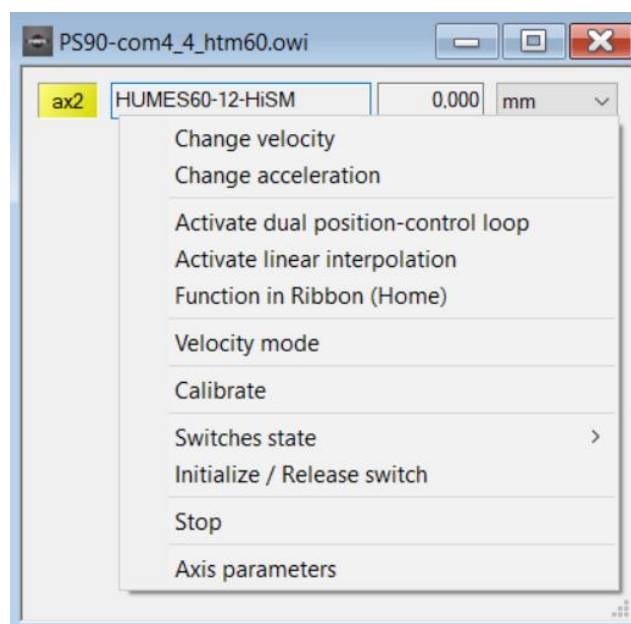 PS90-com4_4_htm60.owi
ax2 HUMES60-12-HiSM 0.000 mm
Change velocity
Change acceleration
Activate dual position-control loop
Activate linear interpolation
Function in Ribbon (Home)
Velocity mode
Calibrate
Switches state
Initialize / Release switch
Stop
Axis parameters